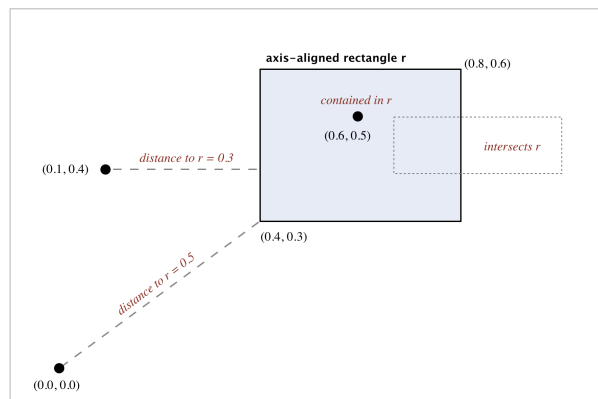 axis-aligned rectangle r
(0.8, 0.6)
contained in r
(0.6, 0.5)
intersects r
distance to r = 0.3
(0.1, 0.4)
(0.4, 0.3)
distance to r = 0.5
(0.0, 0.0)